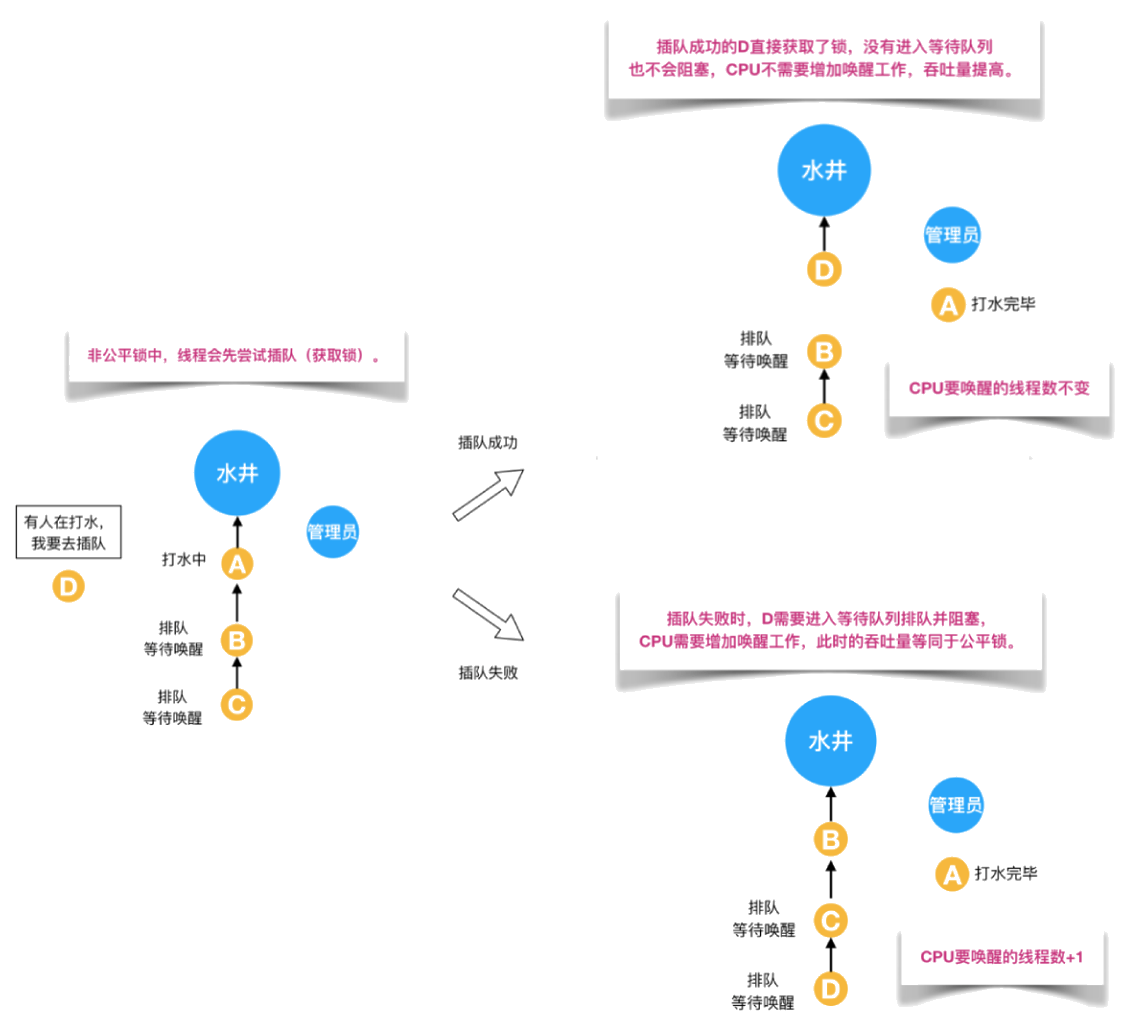 非公平锁中，线程会先尝试插队（获取锁）。
水井
有人在打水，
我要去插队
管理员
D
打水中
A
排队
等待唤醒
B
排队
等待唤醒
C
插队成功
插队失败
插队成功的D直接获取了锁，没有进入等待队列
也不会阻塞，CPU不需要增加唤醒工作，吞吐量提高。
水井
管理员
D
A
打水完毕
排队
等待唤醒
B
CPU要唤醒的线程数不变
排队
等待唤醒
C
插队失败时，D需要进入等待队列排队并阻塞，
CPU需要增加唤醒工作，此时的吞吐量等同于公平锁。
水井
管理员
B
A
打水完毕
排队
等待唤醒
C
CPU要唤醒的线程数+1
排队
等待唤醒
D